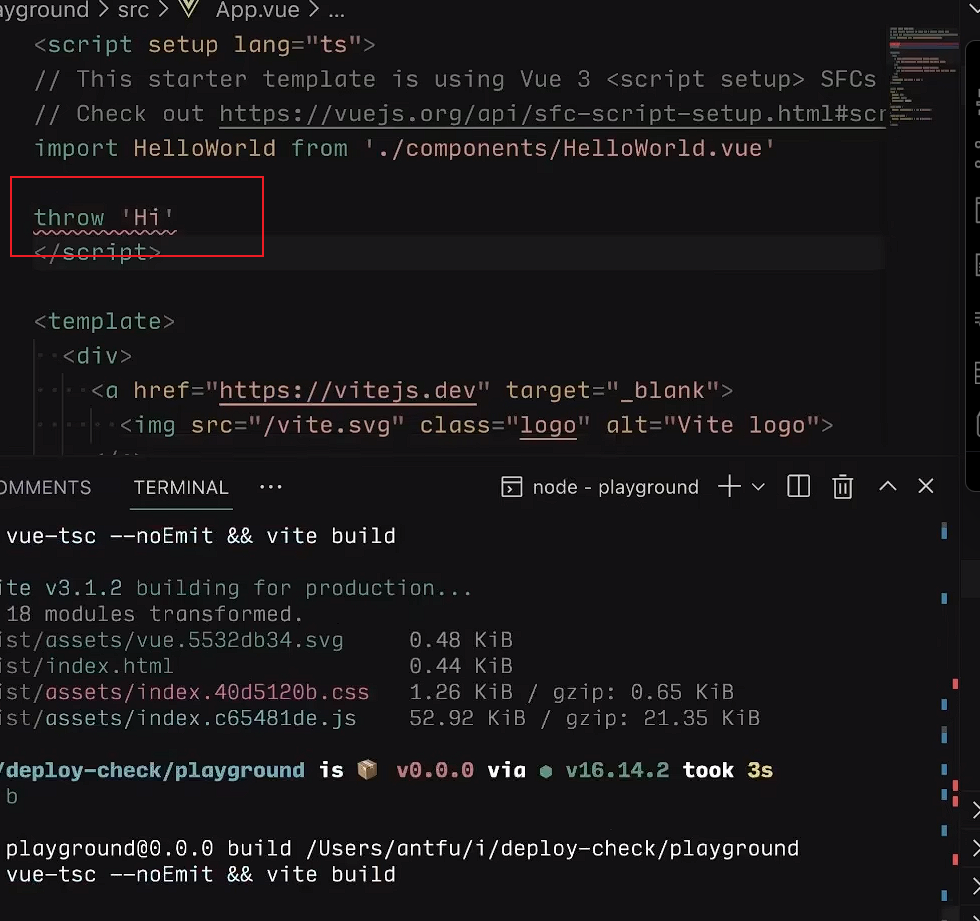 ayground > src > App.vue > ...
<script setup lang="ts">
// This starter template is using Vue 3 <script setup> SFCs
// Check out https://vuejs.org/api/sfc-script-setup.html#scr
import HelloWorld from './components/HelloWorld.vue'
throw 'Hi'
</script>
<template>
<div>
<a href="https://vitejs.dev" target="_blank">
<img src="/vite.svg" class="logo" alt="Vite logo">
OMMENTS TERMINAL ... node - playground
vue-tsc --noEmit && vite build
ite v3.1.2 building for production...
18 modules transformed.
ist/assets/vue.5532db34.svg 0.48 KiB
ist/index.html 0.44 KiB
ist/assets/index.40d5120b.css 1.26 KiB / gzip: 0.65 KiB
ist/assets/index.c65481de.js 52.92 KiB / gzip: 21.35 KiB
/deploy-check/playground is 📦 v0.0.0 via ⬢ v16.14.2 took 3s
b
playground@0.0.0 build /Users/antfu/i/deploy-check/playground
vue-tsc --noEmit && vite build